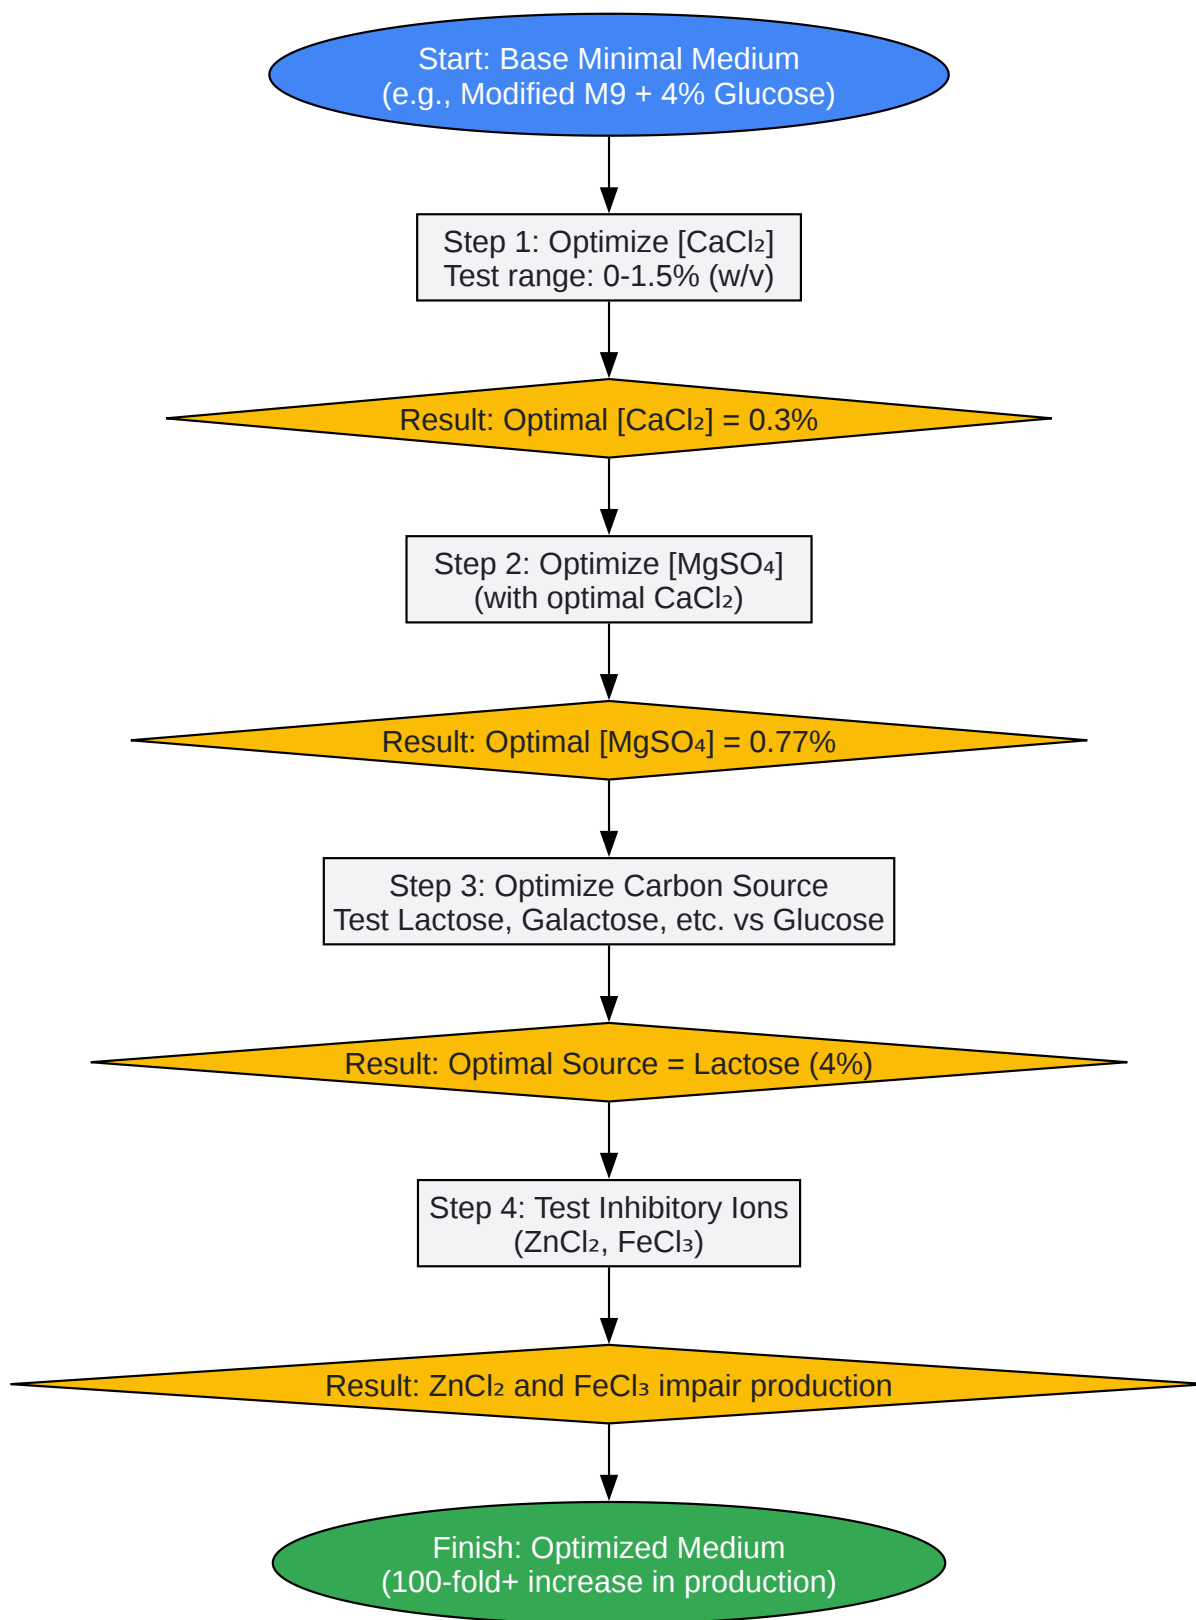 Start: Base Minimal Medium
(e.g., Modified M9 + 4% Glucose)
Step 1: Optimize [CaCl₂]
Test range: 0-1.5% (w/v)
Result: Optimal [CaCl₂] = 0.3%
Step 2: Optimize [MgSO₄]
(with optimal CaCl₂)
Result: Optimal [MgSO₄] = 0.77%
Step 3: Optimize Carbon Source
Test Lactose, Galactose, etc. vs Glucose
Result: Optimal Source = Lactose (4%)
Step 4: Test Inhibitory Ions
(ZnCl₂, FeCl₃)
Result: ZnCl₂ and FeCl₃ impair production
Finish: Optimized Medium
(100-fold+ increase in production)